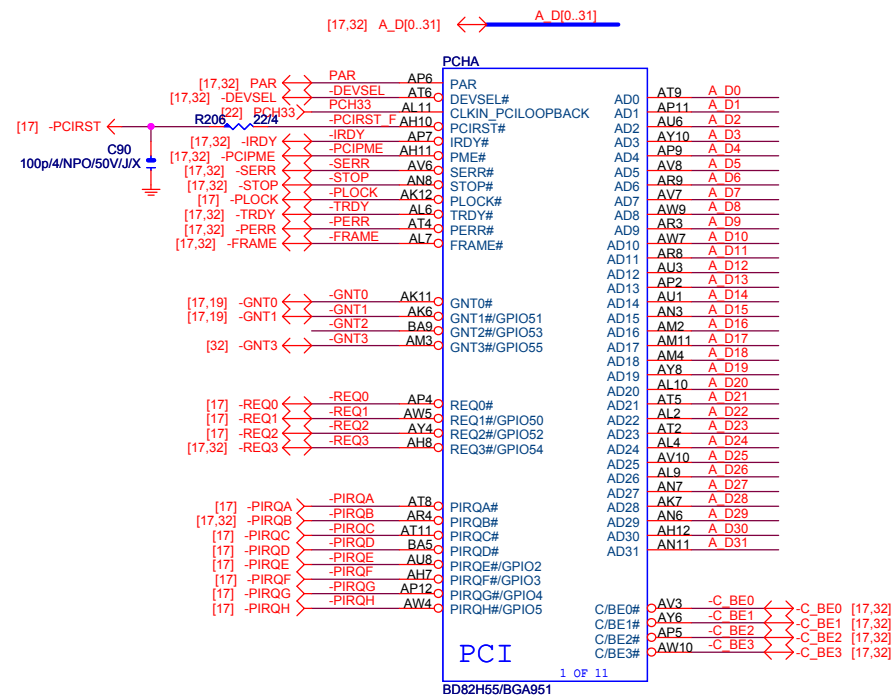 [17,32] A_D[0..31] A_D[0..31]
PCHA
[17,32] PAR PAR AP6 PAR
[17,32] -DEVSEL -DEVSEL AT6 DEVSEL#
[22] PCH33 PCH33 AL11 CLKIN_PCILOOPBACK
[17] -PCIRST R206 22/4 -PCIRST_F AH10 PCIRST#
[17,32] -IRDY -IRDY AP7 IRDY#
C90
100p/4/NPO/50V/J/X
[17,32] -PCIPME -PCIPME AH11 PME#
[17,32] -SERR -SERR AV6 SERR#
[17,32] -STOP -STOP AN8 STOP#
[17] -PLOCK -PLOCK AK12 PLOCK#
[17,32] -TRDY -TRDY AL6 TRDY#
[17,32] -PERR -PERR AT4 PERR#
[17,32] -FRAME -FRAME AL7 FRAME#
[17,19] -GNT0 -GNT0 AK11 GNT0#
[17,19] -GNT1 -GNT1 AK6 GNT1#/GPIO51
-GNT2 BA9 GNT2#/GPIO53
[32] -GNT3 -GNT3 AM3 GNT3#/GPIO55
[17] -REQ0 -REQ0 AP4 REQ0#
[17] -REQ1 -REQ1 AW5 REQ1#/GPIO50
[17] -REQ2 -REQ2 AY4 REQ2#/GPIO52
[17,32] -REQ3 -REQ3 AH8 REQ3#/GPIO54
[17] -PIRQA -PIRQA AT8 PIRQA#
[17,32] -PIRQB -PIRQB AR4 PIRQB#
[17] -PIRQC -PIRQC AT11 PIRQC#
[17] -PIRQD -PIRQD BA5 PIRQD#
[17] -PIRQE -PIRQE AU8 PIRQE#/GPIO2
[17] -PIRQF -PIRQF AH7 PIRQF#/GPIO3
[17] -PIRQG -PIRQG AP12 PIRQG#/GPIO4
[17] -PIRQH -PIRQH AW4 PIRQH#/GPIO5
AD0 AT9 A_D0
AD1 AP11 A_D1
AD2 AU6 A_D2
AD3 AY10 A_D3
AD4 AP9 A_D4
AD5 AV8 A_D5
AD6 AR9 A_D6
AD7 AV7 A_D7
AD8 AW9 A_D8
AD9 AR3 A_D9
AD10 AW7 A_D10
AD11 AR8 A_D11
AD12 AU3 A_D12
AD13 AP2 A_D13
AD14 AU1 A_D14
AD15 AN3 A_D15
AD16 AM2 A_D16
AD17 AM11 A_D17
AD18 AM4 A_D18
AD19 AY8 A_D19
AD20 AL10 A_D20
AD21 AT5 A_D21
AD22 AL2 A_D22
AD23 AT2 A_D23
AD24 AL4 A_D24
AD25 AV10 A_D25
AD26 AL9 A_D26
AD27 AN7 A_D27
AD28 AK7 A_D28
AD29 AN6 A_D29
AD30 AH12 A_D30
AD31 AN11 A_D31
C/BE0# AV3 -C_BE0 -C_BE0 [17,32]
C/BE1# AY6 -C_BE1 -C_BE1 [17,32]
C/BE2# AP5 -C_BE2 -C_BE2 [17,32]
C/BE3# AW10 -C_BE3 -C_BE3 [17,32]
PCI
1 OF 11
BD82H55/BGA951